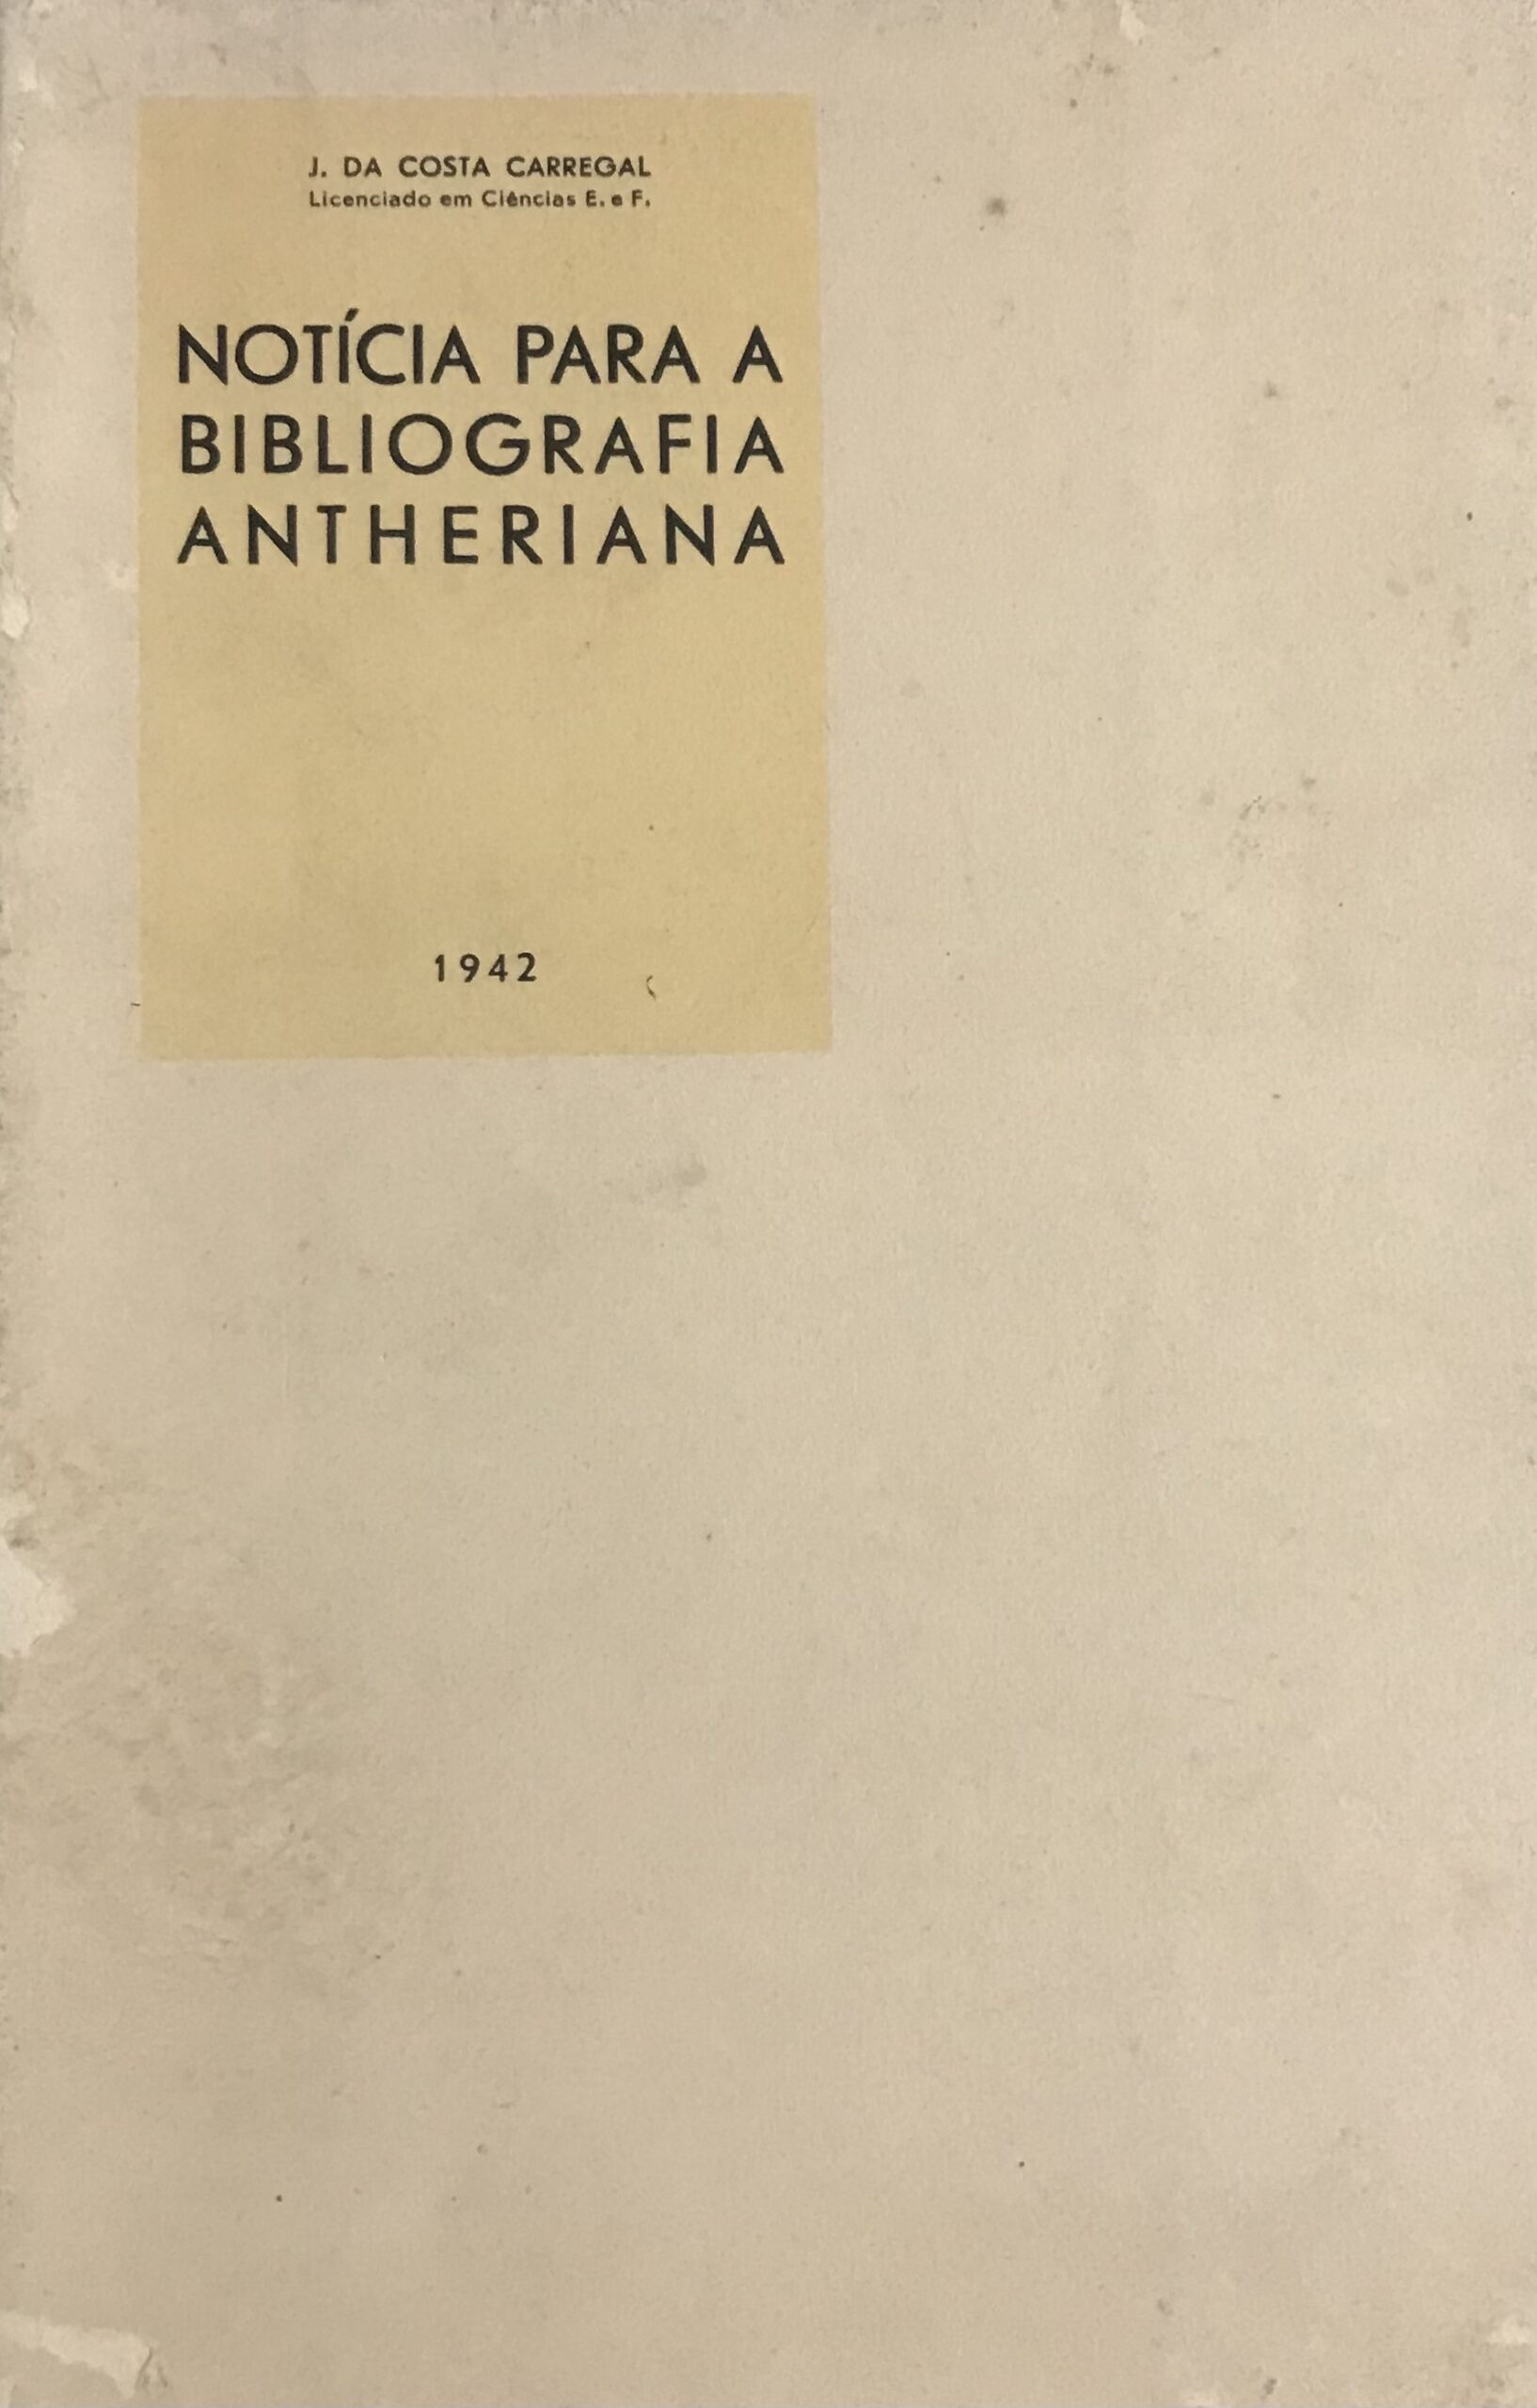 J. DA COSTA CARREGAL
Licenciado em Ciências E. e F.
NOTÍCIA PARA A
BIBLIOGRAFIA
ANTHERIANA
1942